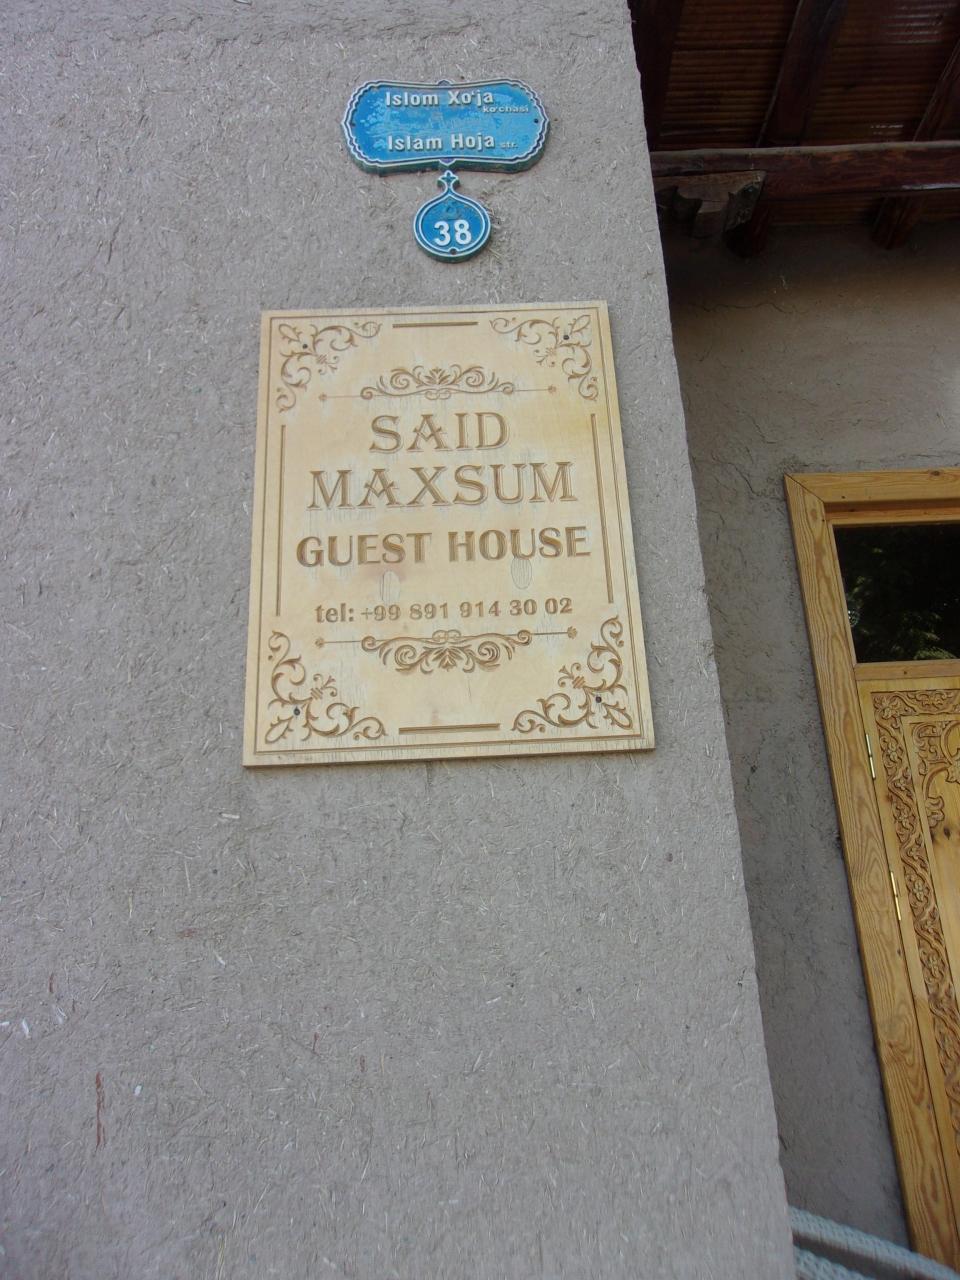 Islom Xo'ja
ko'chasi
Islam Hoja str.
38
SAID
MAXSUM
GUEST HOUSE
tel: +99 891 914 30 02